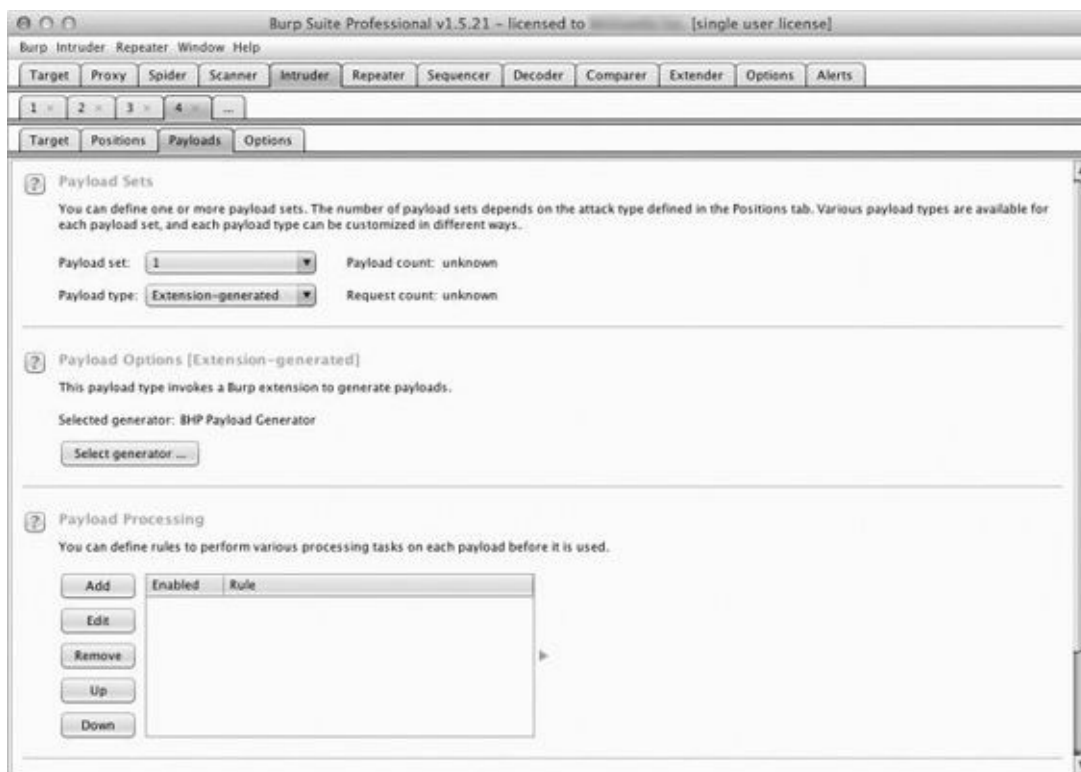 Burp Suite Professional v1.5.21 – licensed to [single user license]
Burp Intruder Repeater Window Help
Target Proxy Spider Scanner Intruder Repeater Sequencer Decoder Comparer Extender Options Alerts
1 × 2 × 3 × 4 × ...
Target Positions Payloads Options
? Payload Sets
You can define one or more payload sets. The number of payload sets depends on the attack type defined in the Positions tab. Various payload types are available for
each payload set, and each payload type can be customized in different ways.
Payload set: 1 Payload count: unknown
Payload type: Extension-generated Request count: unknown
? Payload Options [Extension-generated]
This payload type invokes a Burp extension to generate payloads.
Selected generator: BHP Payload Generator
Select generator ...
? Payload Processing
You can define rules to perform various processing tasks on each payload before it is used.
Add Enabled Rule
Edit
Remove
Up
Down